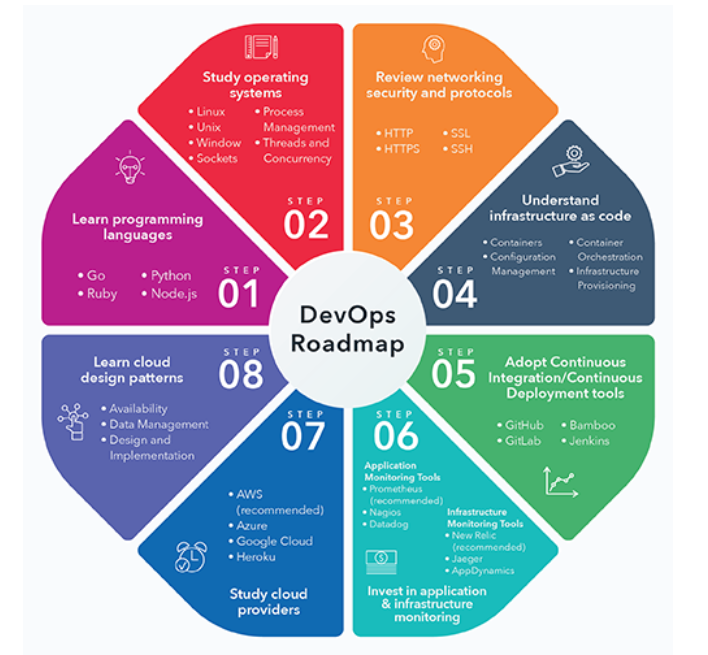 DevOps
Roadmap
STEP
01
Learn programming
languages
• Go
• Ruby
• Python
• Node.js
STEP
02
Study operating
systems
• Linux
• Unix
• Window
• Sockets
• Process
Management
• Threads and
Concurrency
STEP
03
Review networking
security and protocols
• HTTP
• HTTPS
• SSL
• SSH
STEP
04
Understand
infrastructure as code
• Containers
• Configuration
Management
• Container
Orchestration
• Infrastructure
Provisioning
STEP
05
Adopt Continuous
Integration/Continuous
Deployment tools
• GitHub
• GitLab
• Bamboo
• Jenkins
STEP
06
Application
Monitoring Tools
• Prometheus
(recommended)
• Nagios
• Datadog
Infrastructure
Monitoring Tools
• New Relic
(recommended)
• Jaeger
• AppDynamics
Invest in application
& infrastructure
monitoring
STEP
07
• AWS
(recommended)
• Azure
• Google Cloud
• Heroku
Study cloud
providers
STEP
08
Learn cloud
design patterns
• Availability
• Data Management
• Design and
Implementation